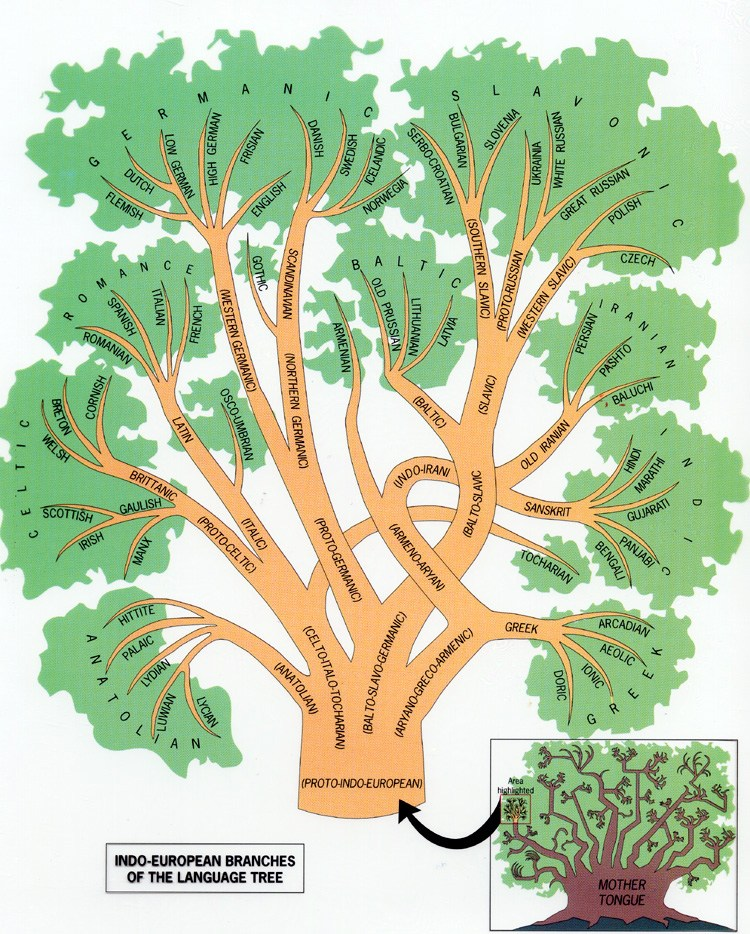 GERMANIC
FLEMISH
DUTCH
LOW GERMAN
HIGH GERMAN
FRISIAN
ENGLISH
(WESTERN GERMANIC)
GOTHIC
DANISH
SWEDISH
ICELANDIC
NORWEGIA
SCANDINAVIAN
(NORTHERN GERMANIC)
(PROTO-GERMANIC)
SLAVONIC
SERBO-CROATIAN
BULGARIAN
SLOVENIA
(SOUTHERN SLAVIC)
UKRAINIA
WHITE RUSSIAN
GREAT RUSSIAN
(PROTO-RUSSIAN)
POLISH
CZECH
(WESTERN SLAVIC)
(SLAVIC)
ROMANCE
ROMANIAN
SPANISH
ITALIAN
FRENCH
LATIN
OSCO-UMBRIAN
(ITALIC)
BALTIC
OLD PRUSSIAN
LITHUANIAN
LATVIA
(BALTIC)
(BALTO-SLAVC
ARMENIAN
IRANIAN
PERSIAN
PASHTO
BALUCHI
OLD IRANIAN
(INDO-IRANI
CELTIC
WELSH
BRETON
CORNISH
BRITTANIC
SCOTTISH
IRISH
MANX
GAULISH
(PROTO-CELTIC)
INDIC
HINDI
MARATHI
GUJARATI
PANJABI
BENGALI
SANSKRIT
TOCHARIAN
(ARMENO-ARYAN)
ANATOLIAN
HITTITE
PALAIC
LYDIAN
LUWIAN
LYCIAN
(ANATOLIAN)
GREEK
ARCADIAN
AEOLIC
IONIC
DORIC
GREEK
(CELTO-ITALO-TOCHARIAN)
(BALTO-SLAVO-GERMANIC)
(ARYANO-GRECO-ARMENIC)
(PROTO-INDO-EUROPEAN)
Area
highlighted
MOTHER
TONGUE
INDO-EUROPEAN BRANCHES
OF THE LANGUAGE TREE